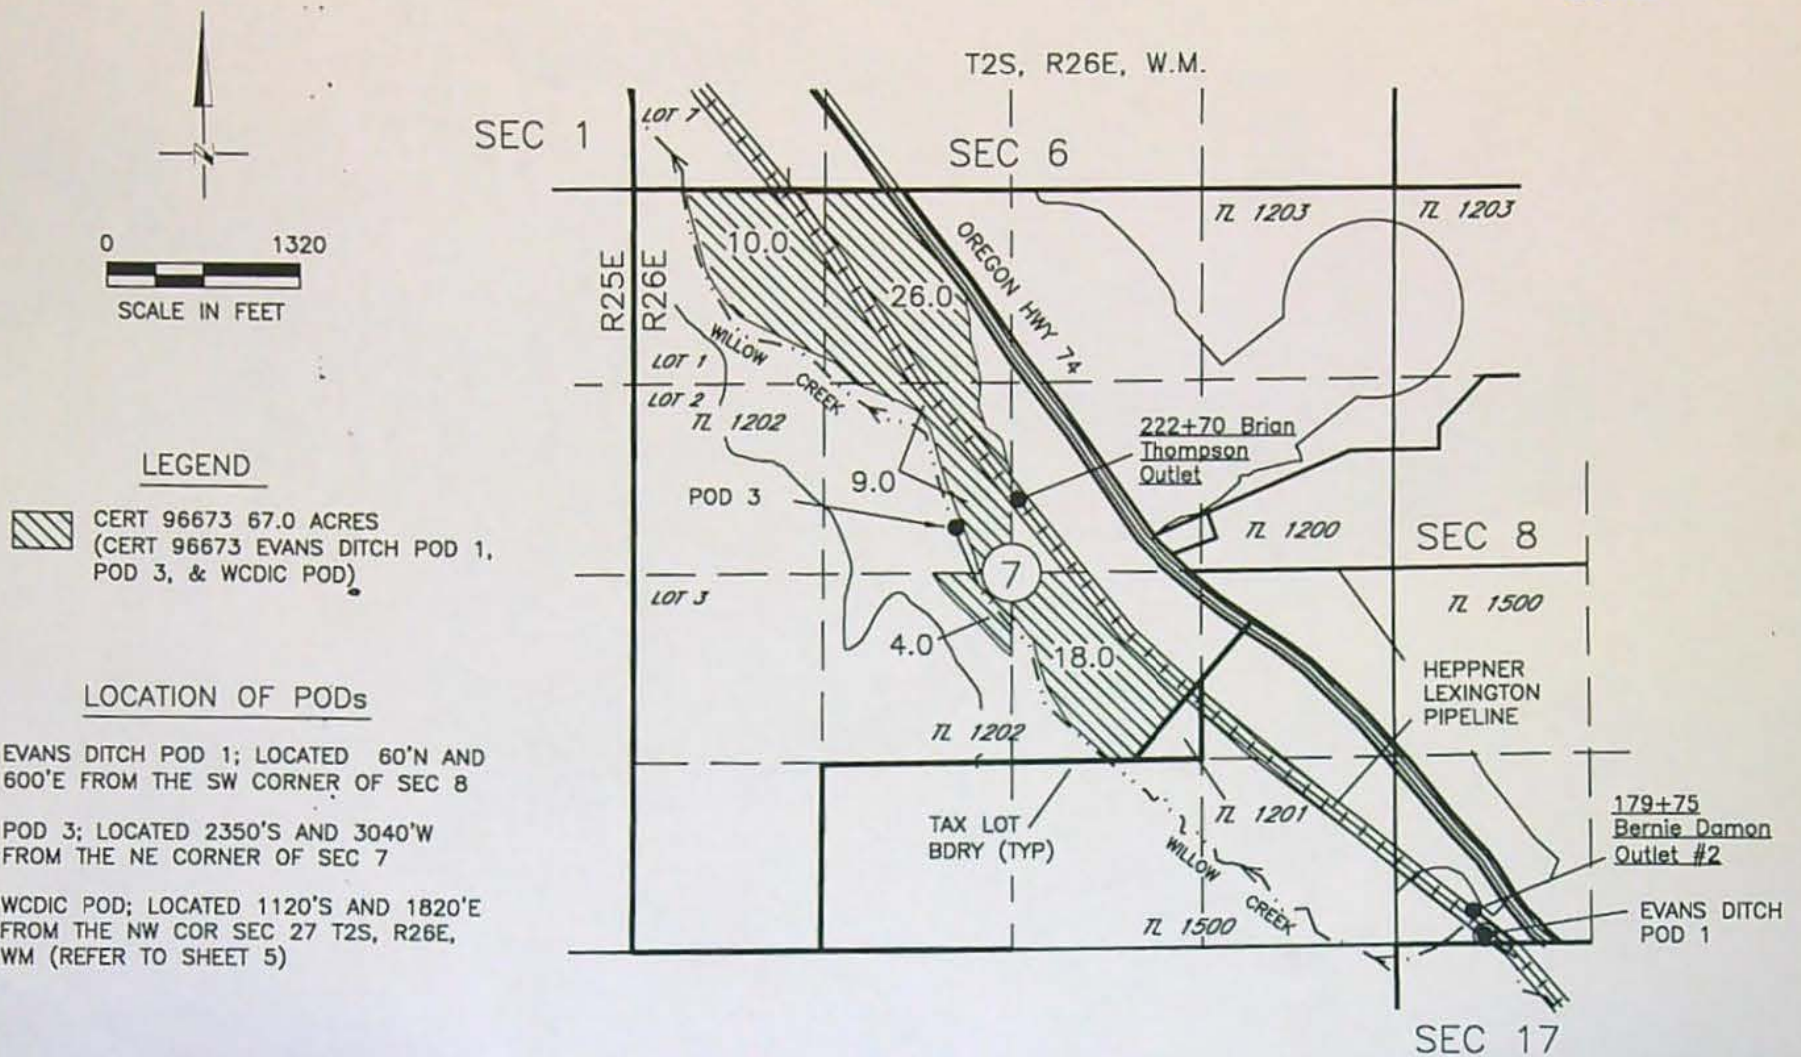 T2S, R26E, W.M.
SEC 1
LOT 7
SEC 6
N
0 1320
SCALE IN FEET
R25E
R26E
10.0
26.0
OREGON HWY 74
TL 1203
TL 1203
WILLOW
CREEK
LOT 1
LOT 2
TL 1202
LEGEND
CERT 96673 67.0 ACRES
(CERT 96673 EVANS DITCH POD 1,
POD 3, & WCDIC POD)
9.0
POD 3
222+70 Brian
Thompson
Outlet
TL 1200
SEC 8
7
LOT 3
TL 1500
4.0
18.0
HEPPNER
LEXINGTON
PIPELINE
TL 1202
LOCATION OF PODs
EVANS DITCH POD 1; LOCATED 60'N AND
600'E FROM THE SW CORNER OF SEC 8
POD 3; LOCATED 2350'S AND 3040'W
FROM THE NE CORNER OF SEC 7
WCDIC POD; LOCATED 1120'S AND 1820'E
FROM THE NW COR SEC 27 T2S, R26E,
WM (REFER TO SHEET 5)
TAX LOT
BDRY (TYP)
TL 1201
WILLOW
CREEK
TL 1500
179+75
Bernie Damon
Outlet #2
EVANS DITCH
POD 1
SEC 17